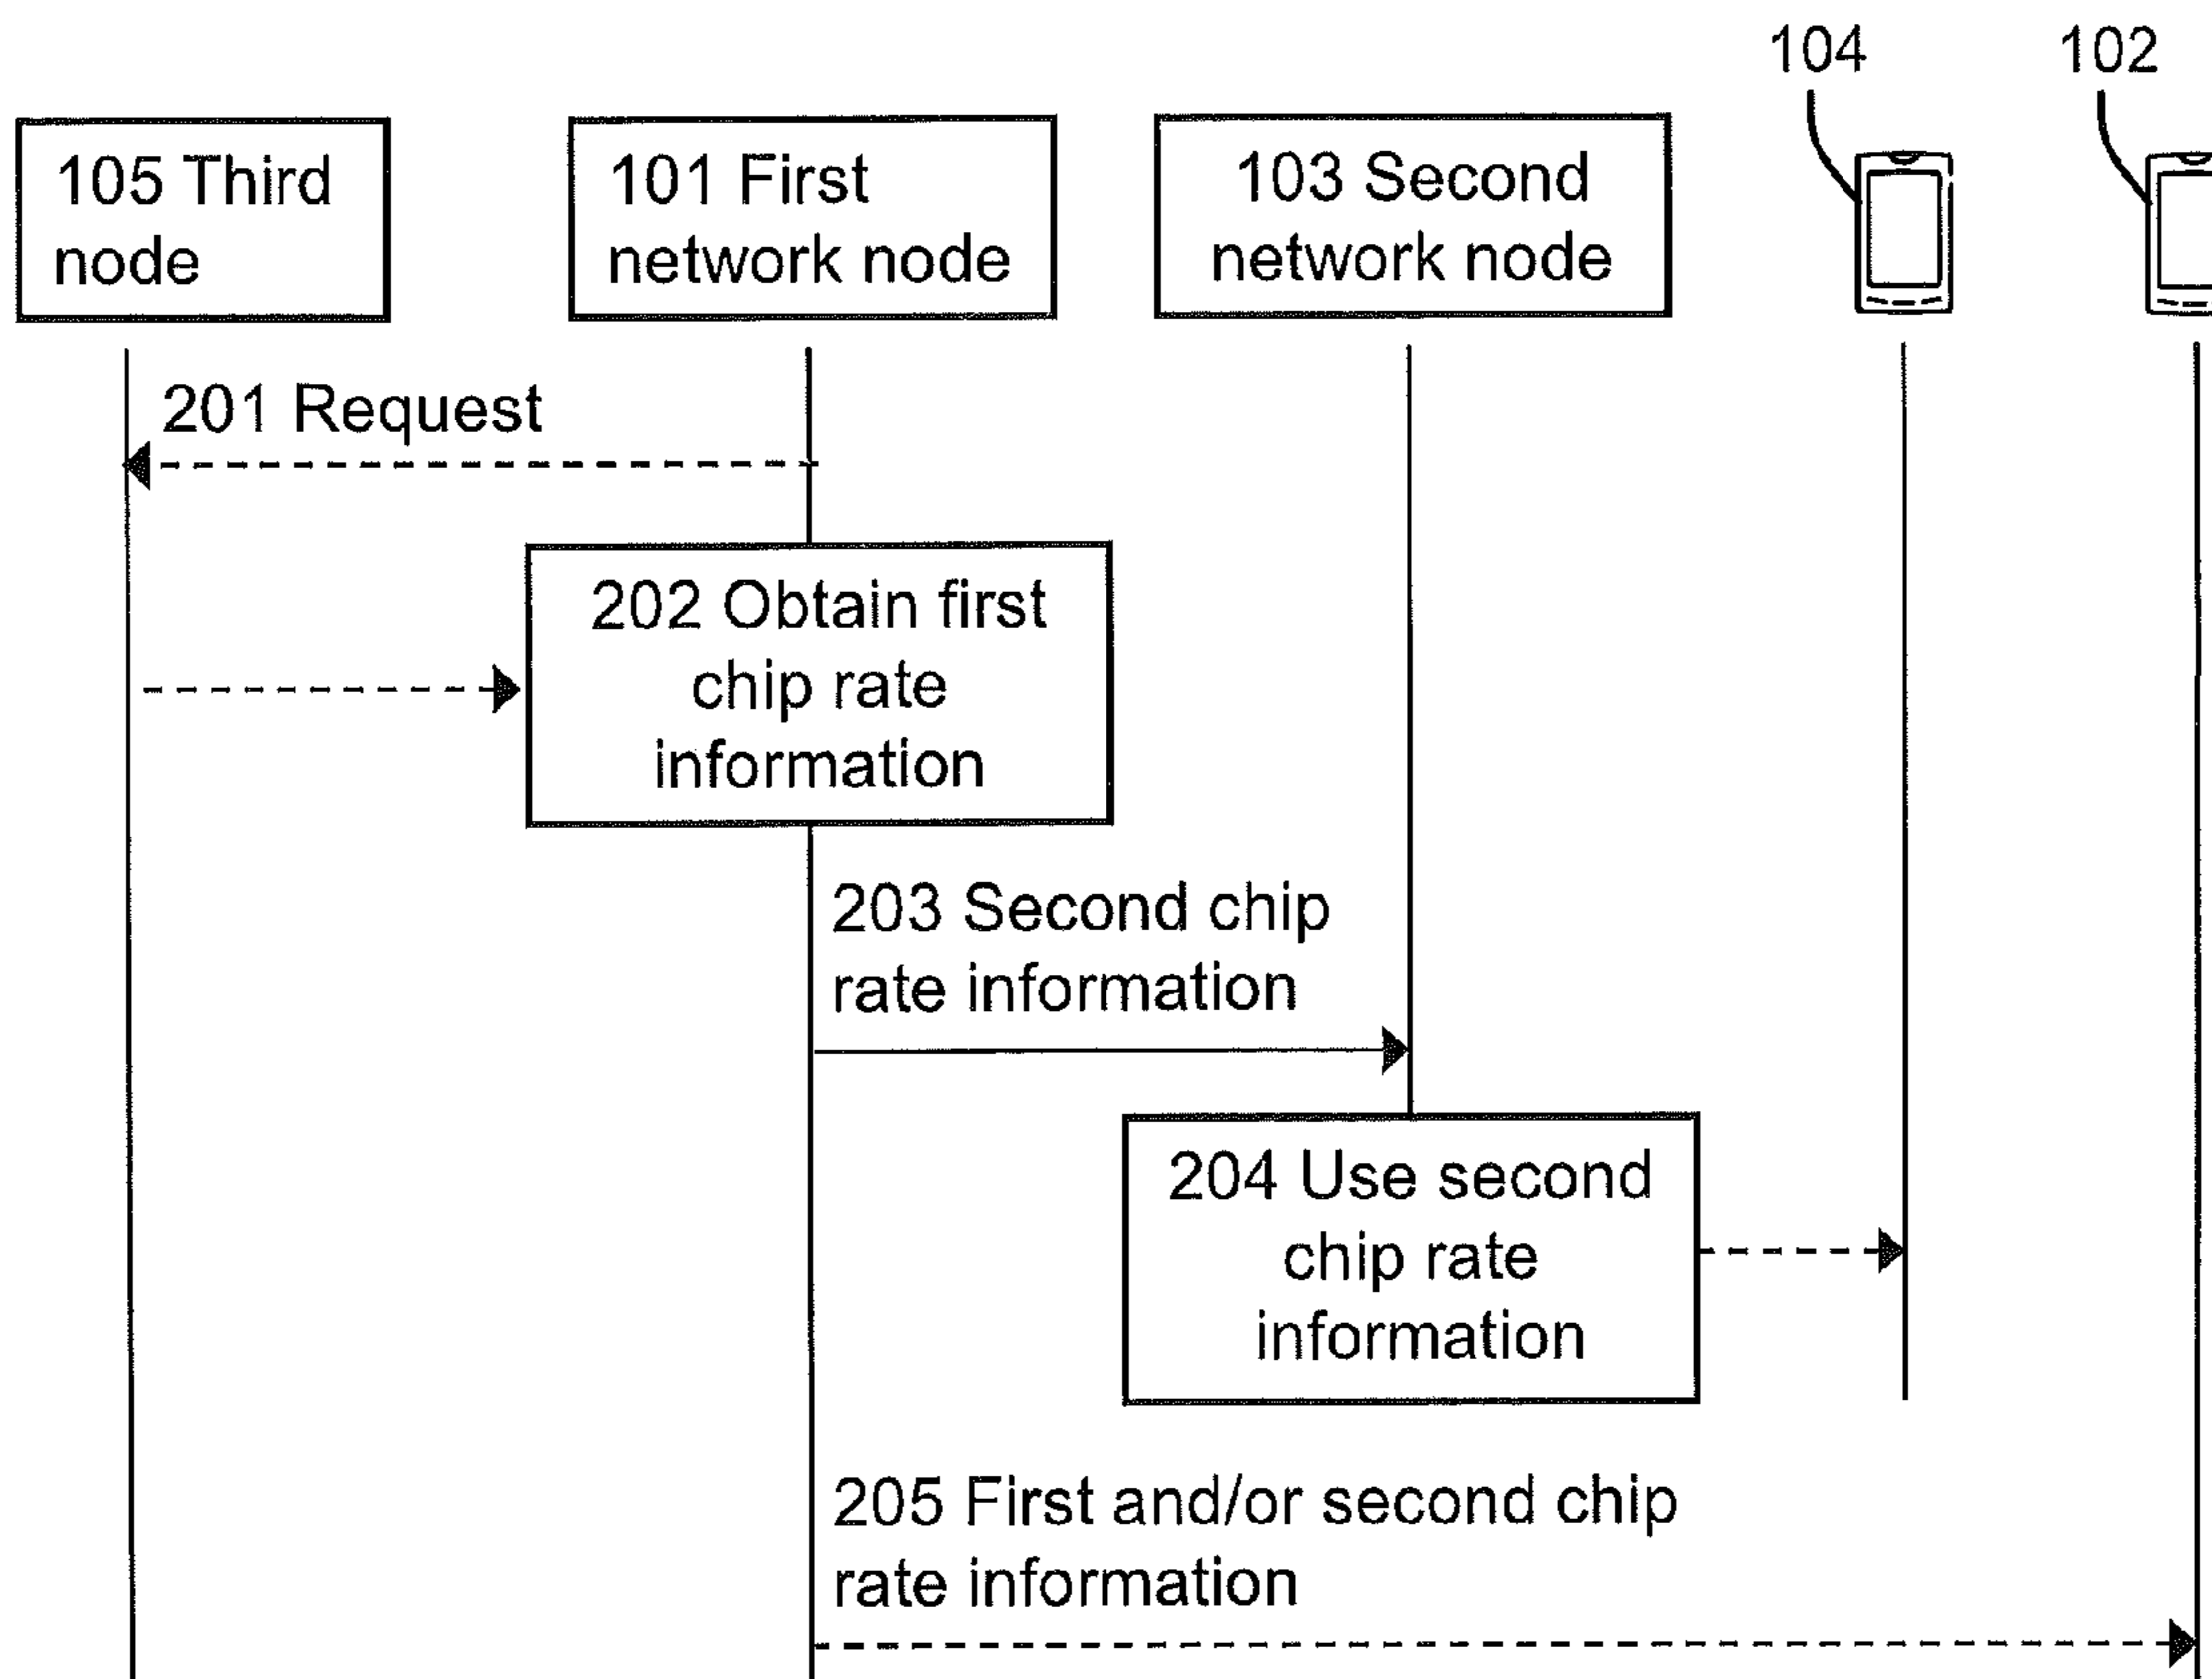 104
102
105 Third
node
101 First
network node
103 Second
network node
201 Request
202 Obtain first
chip rate
information
203 Second chip
rate information
204 Use second
chip rate
information
205 First and/or second chip
rate information